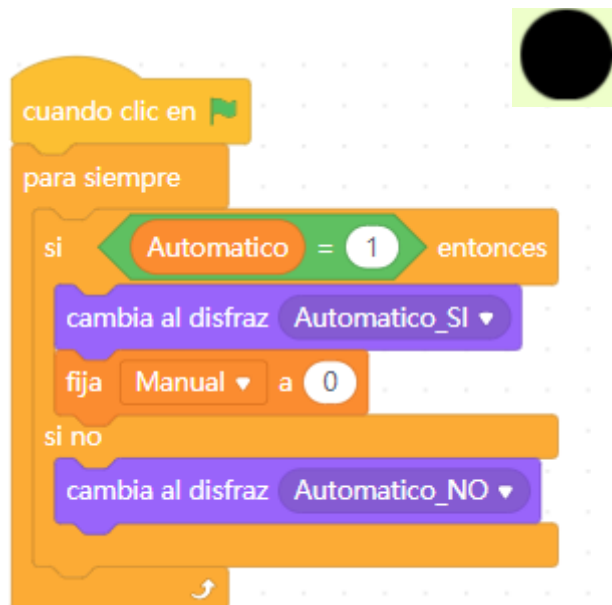 cuando clic en
para siempre
si Automatico = 1 entonces
cambia al disfraz Automatico_SI
fija Manual a 0
si no
cambia al disfraz Automatico_NO